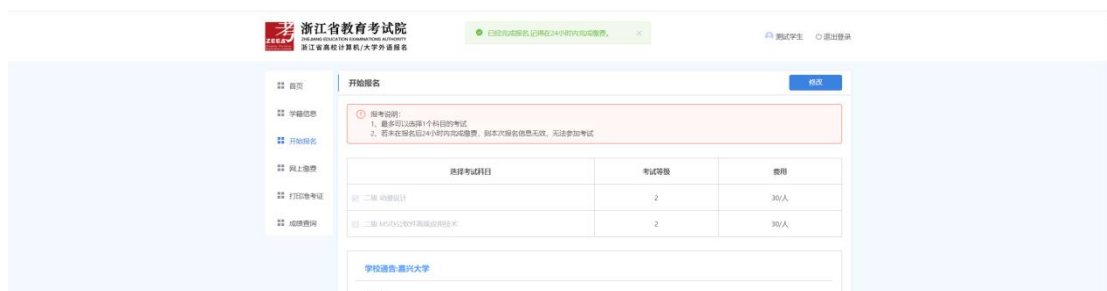 考
ZEEA
浙江省教育考试院
ZHEJIANG EDUCATION EXAMINATIONS AUTHORITY
浙江省高校计算机/大学外语报名
已经完成报名,记得在24小时内完成缴费。
测试学生 退出登录
首页
学籍信息
开始报名
网上缴费
打印准考证
成绩查询
开始报名 修改
报考说明:
1、最多可以选择1个科目的考试
2、若未在报名后24小时内完成缴费，则本次报名信息无效，无法参加考试
选择考试科目 考试等级 费用
二级 动漫设计 2 30/人
二级 MS办公软件高级应用技术 2 30/人
学校通告:嘉兴大学